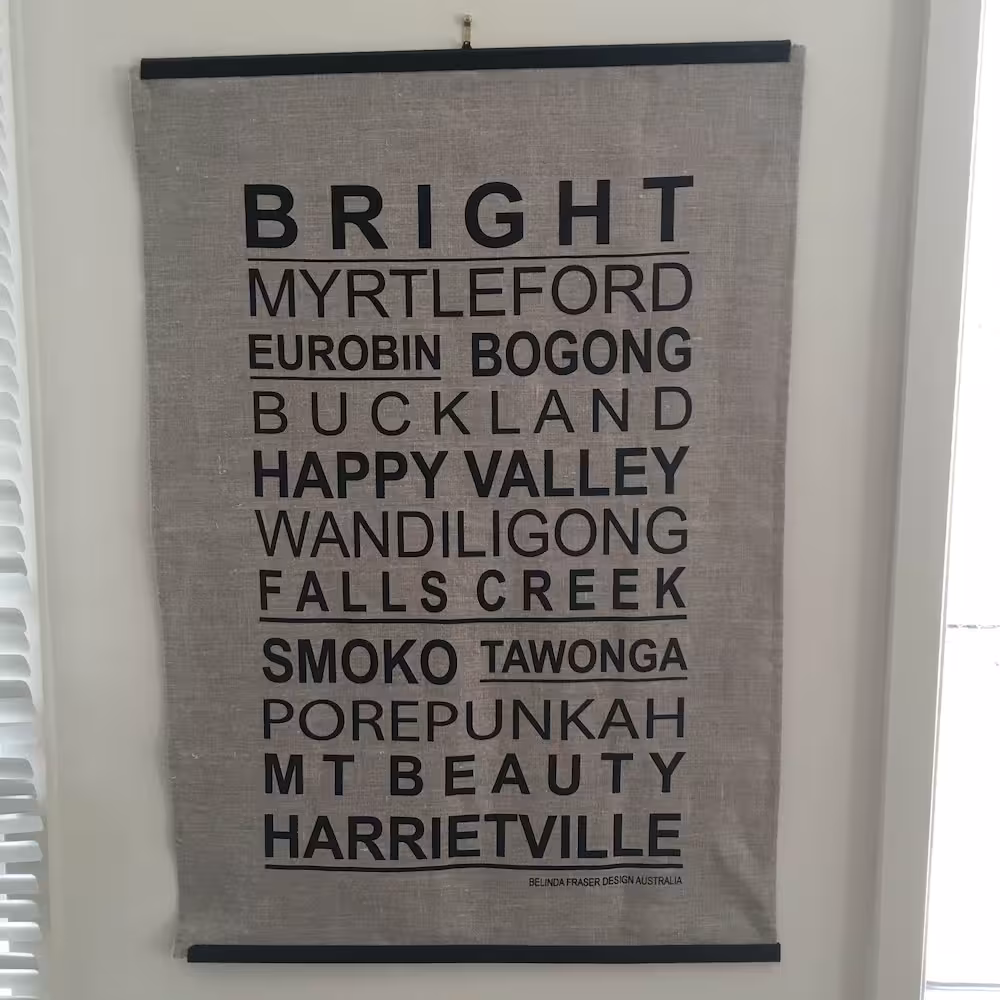 BRIGHT
MYRTLEFORD
EUROBIN BOGONG
BUCKLAND
HAPPY VALLEY
WANDILIGONG
FALLS CREEK
SMOKO TAWONGA
POREPUNKAH
MT BEAUTY
HARRIETVILLE
BELINDA FRASER DESIGN AUSTRALIA